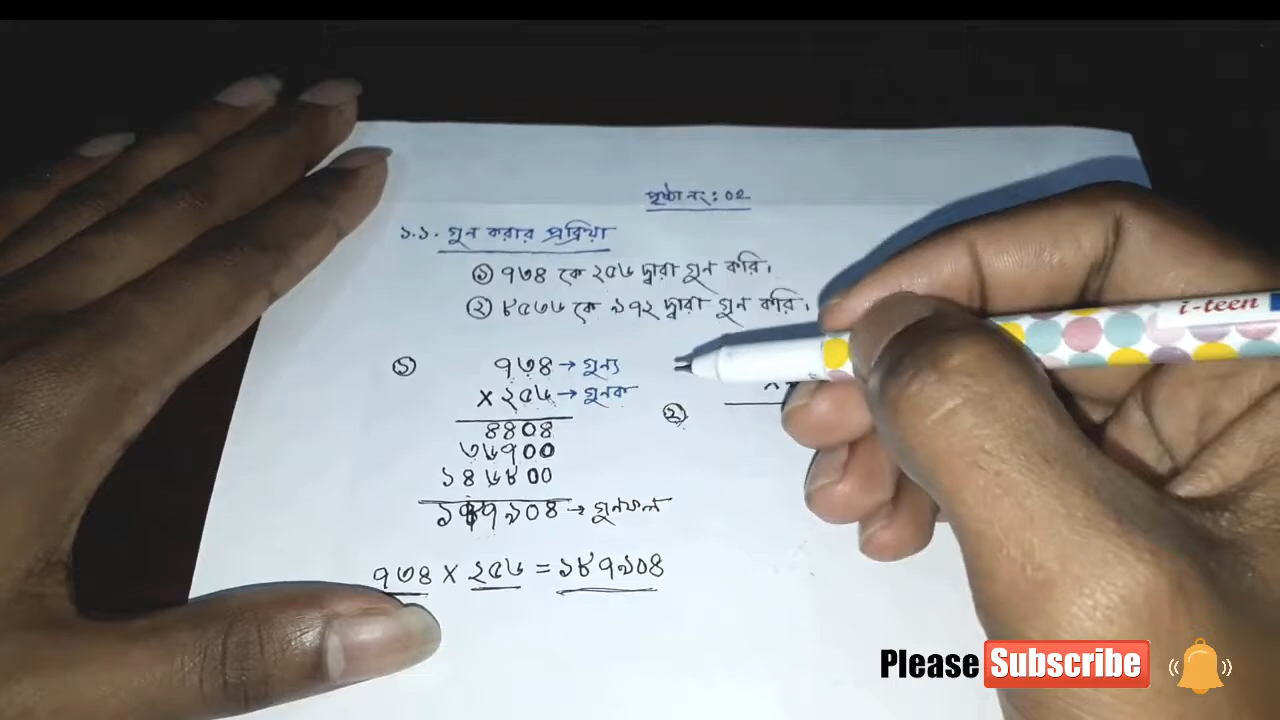 পৃষ্ঠা নং: ০২
১.১. গুন করার প্রক্রিয়া
① ৭৩৪ কে ২৫৬ দ্বারা গুন করি।
② ৮৫৩৬ কে ৯৭২ দ্বারা গুন করি।
① ৭৩৪ → গুন্য
x ২৫৬ → গুনক
৪৪০৪
৩৬৭০০
১৪৬৮০০
১৮৭৯০৪ → গুনফল
৭৩৪ x ২৫৬ = ১৮৭৯০৪
②
i-teen
Please Subscribe